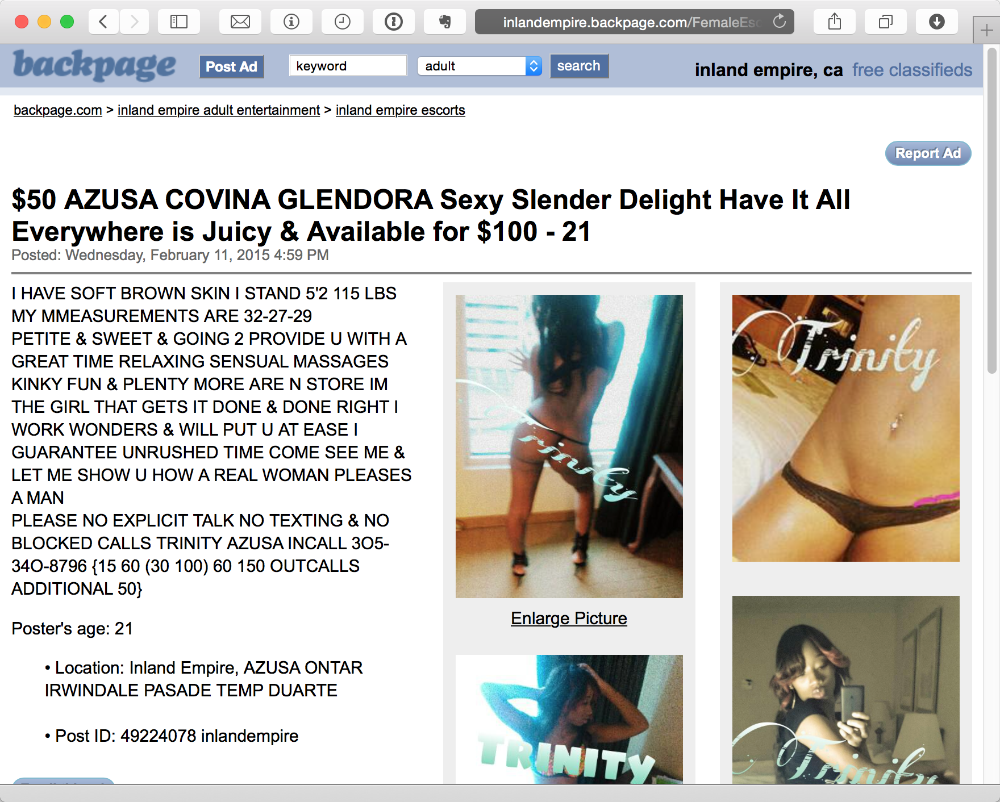 inlandempire.backpage.com/FemaleEsc
backpage
Post Ad
keyword
adult
search
inland empire, ca free classifieds
backpage.com > inland empire adult entertainment > inland empire escorts
Report Ad
$50 AZUSA COVINA GLENDORA Sexy Slender Delight Have It All
Everywhere is Juicy & Available for $100 - 21
Posted: Wednesday, February 11, 2015 4:59 PM
I HAVE SOFT BROWN SKIN I STAND 5'2 115 LBS
MY MMEASUREMENTS ARE 32-27-29
PETITE & SWEET & GOING 2 PROVIDE U WITH A
GREAT TIME RELAXING SENSUAL MASSAGES
KINKY FUN & PLENTY MORE ARE N STORE IM
THE GIRL THAT GETS IT DONE & DONE RIGHT I
WORK WONDERS & WILL PUT U AT EASE I
GUARANTEE UNRUSHED TIME COME SEE ME &
LET ME SHOW U HOW A REAL WOMAN PLEASES
A MAN
PLEASE NO EXPLICIT TALK NO TEXTING & NO
BLOCKED CALLS TRINITY AZUSA INCALL 3O5-
34O-8796 {15 60 (30 100) 60 150 OUTCALLS
ADDITIONAL 50}
Poster's age: 21
• Location: Inland Empire, AZUSA ONTAR
IRWINDALE PASADE TEMP DUARTE
• Post ID: 49224078 inlandempire
Trinity
Enlarge Picture
TRINITY
Trinity
Trinity